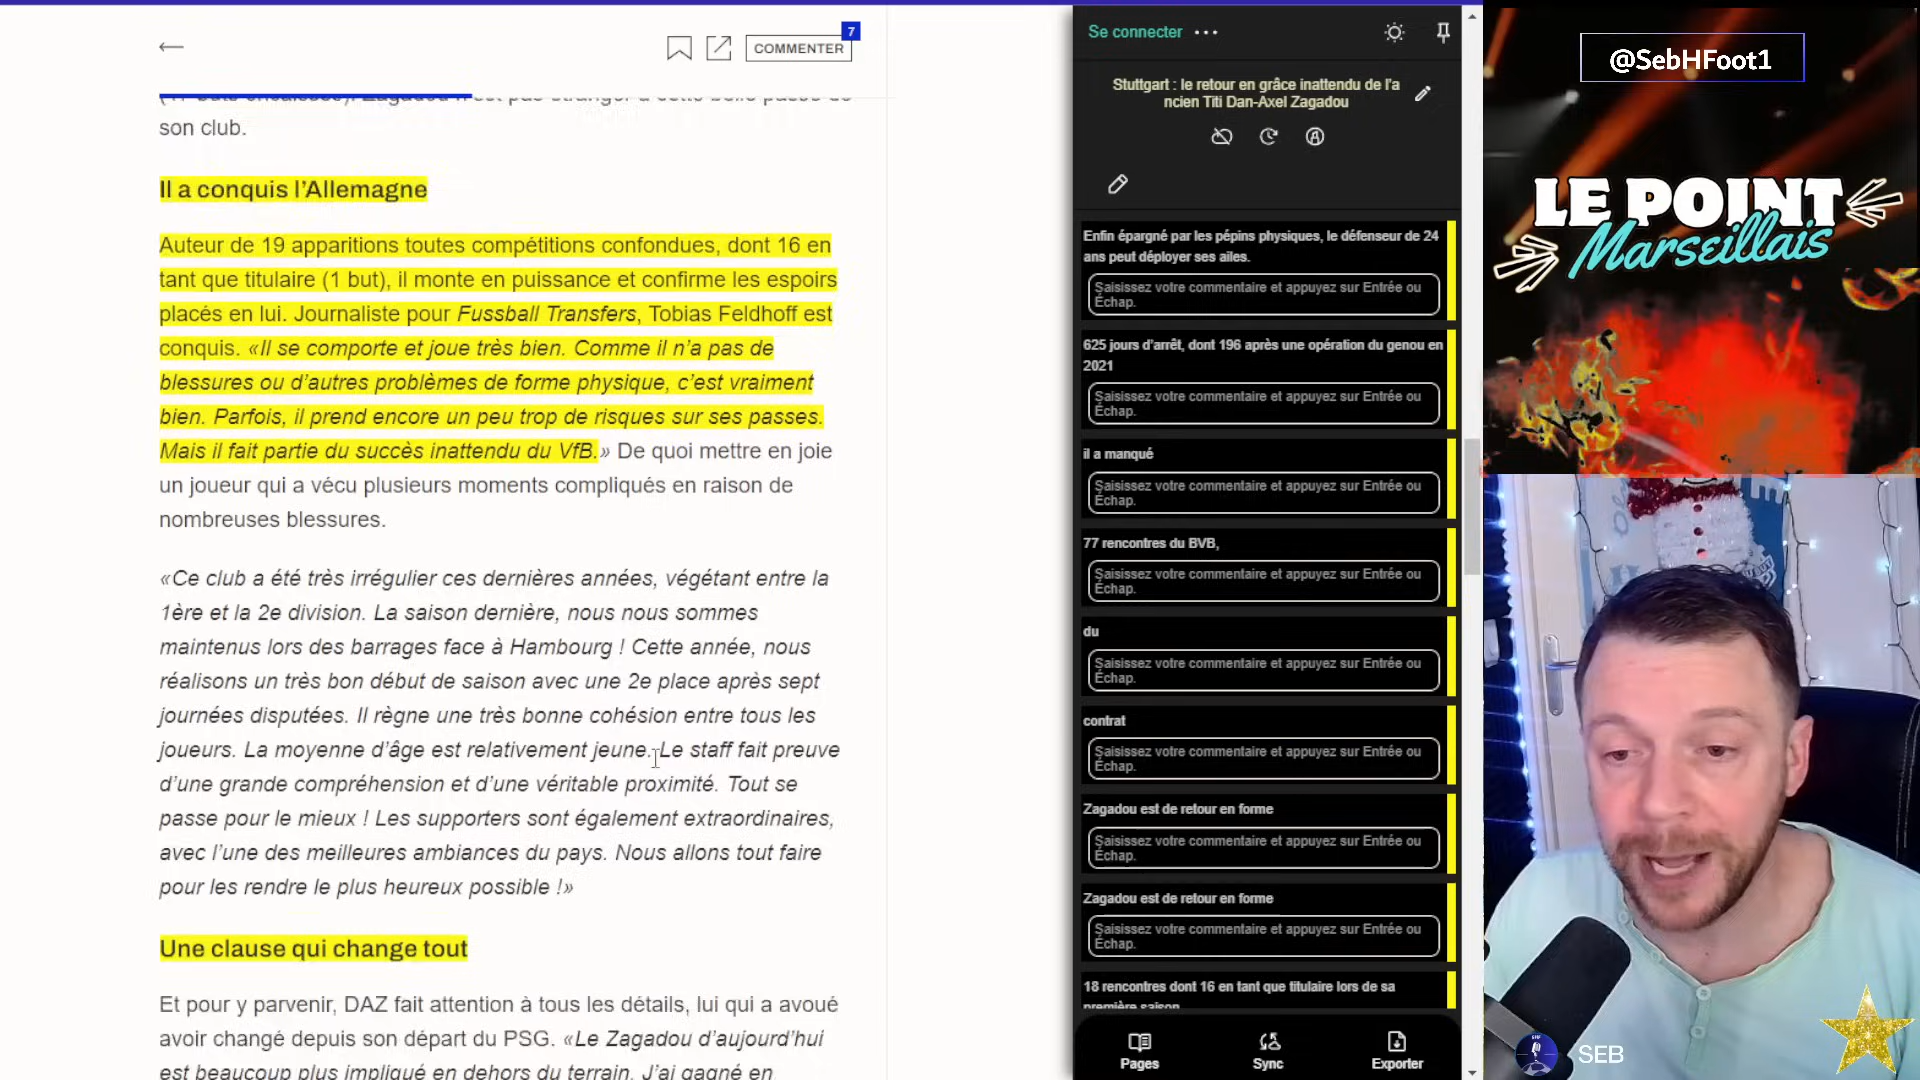 7
COMMENTER
son club.
Il a conquis l’Allemagne
Auteur de 19 apparitions toutes compétitions confondues, dont 16 en
tant que titulaire (1 but), il monte en puissance et confirme les espoirs
placés en lui. Journaliste pour Fussball Transfers, Tobias Feldhoff est
conquis. «Il se comporte et joue très bien. Comme il n’a pas de
blessures ou d’autres problèmes de forme physique, c’est vraiment
bien. Parfois, il prend encore un peu trop de risques sur ses passes.
Mais il fait partie du succès inattendu du VfB.» De quoi mettre en joie
un joueur qui a vécu plusieurs moments compliqués en raison de
nombreuses blessures.
«Ce club a été très irrégulier ces dernières années, végétant entre la
1ère et la 2e division. La saison dernière, nous nous sommes
maintenus lors des barrages face à Hambourg ! Cette année, nous
réalisons un très bon début de saison avec une 2e place après sept
journées disputées. Il règne une très bonne cohésion entre tous les
joueurs. La moyenne d’âge est relativement jeune. Le staff fait preuve
d’une grande compréhension et d’une véritable proximité. Tout se
passe pour le mieux ! Les supporters sont également extraordinaires,
avec l’une des meilleures ambiances du pays. Nous allons tout faire
pour les rendre le plus heureux possible !»
Une clause qui change tout
Et pour y parvenir, DAZ fait attention à tous les détails, lui qui a avoué
avoir changé depuis son départ du PSG. «Le Zagadou d’aujourd’hui
est beaucoup plus impliqué en dehors du terrain. J’ai gagné en
Se connecter
Stuttgart : le retour en grâce inattendu de l'a
ncien Titi Dan-Axel Zagadou
Enfin épargné par les pépins physiques, le défenseur de 24
ans peut déployer ses ailes.
Saisissez votre commentaire et appuyez sur Entrée ou
Échap.
625 jours d’arrêt, dont 196 après une opération du genou en
2021
Saisissez votre commentaire et appuyez sur Entrée ou
Échap.
il a manqué
Saisissez votre commentaire et appuyez sur Entrée ou
Échap.
77 rencontres du BVB,
Saisissez votre commentaire et appuyez sur Entrée ou
Échap.
du
Saisissez votre commentaire et appuyez sur Entrée ou
Échap.
contrat
Saisissez votre commentaire et appuyez sur Entrée ou
Échap.
Zagadou est de retour en forme
Saisissez votre commentaire et appuyez sur Entrée ou
Échap.
Zagadou est de retour en forme
Saisissez votre commentaire et appuyez sur Entrée ou
Échap.
18 rencontres dont 16 en tant que titulaire lors de sa
première saison
Pages
Sync
Exporter
@SebHFoot1
LE POINT
Marseillais
SEB